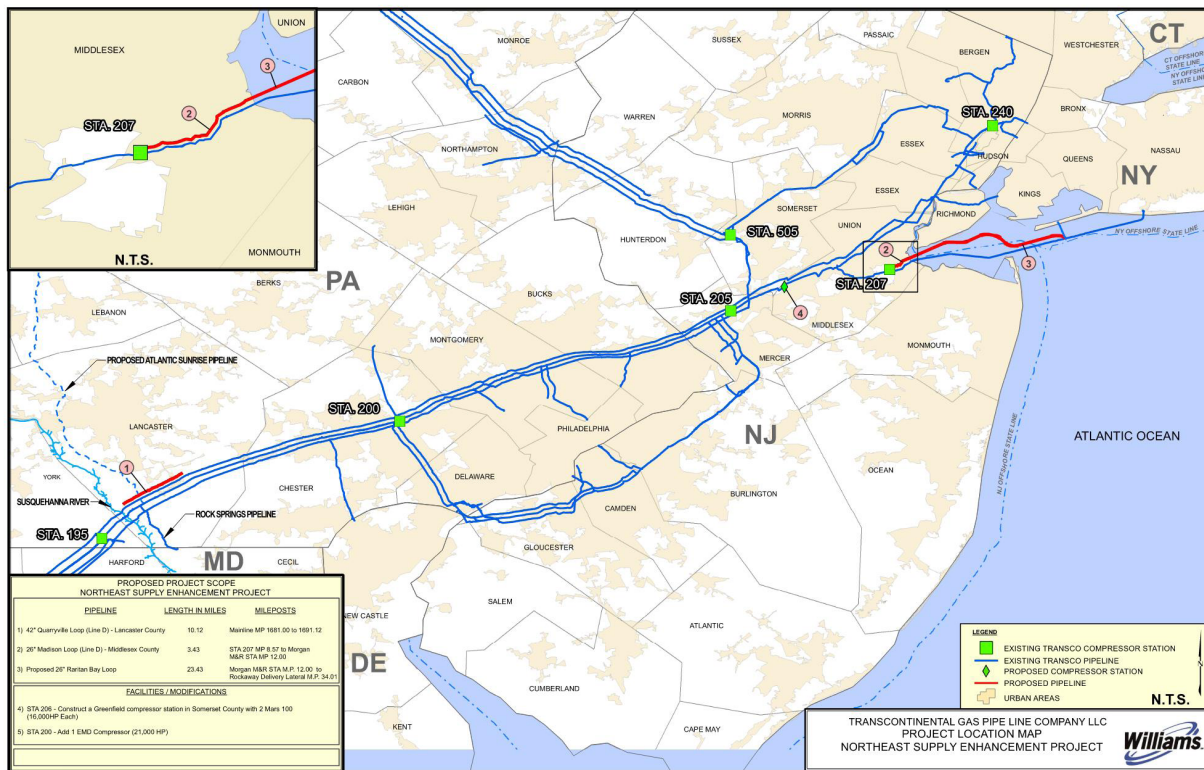 UNION
MIDDLESEX
3
2
STA. 207
MONMOUTH
N.T.S.
MONROE
CARBON
SUSSEX
PASSAIC
BERGEN
WESTCHESTER
CT
CT OFFSHORE
STATE LINE
NY OFFSHORE
STATE LINE
WARREN
MORRIS
STA. 240
BRONX
NORTHAMPTON
ESSEX
HUDSON
QUEENS
NASSAU
LEHIGH
ESSEX
NY
SOMERSET
KINGS
RICHMOND
UNION
STA. 505
HUNTERDON
NY OFFSHORE STATE LINE
2
3
STA. 207
PA
BERKS
BUCKS
STA. 205
4
MIDDLESEX
LEBANON
MONTGOMERY
MERCER
MONMOUTH
PROPOSED ATLANTIC SUNRISE PIPELINE
STA. 200
LANCASTER
PHILADELPHIA
NJ
ATLANTIC OCEAN
NJ OFFSHORE STATE LINE
OCEAN
1
YORK
DELAWARE
CHESTER
BURLINGTON
SUSQUEHANNA RIVER
CAMDEN
ROCK SPRINGS PIPELINE
STA. 195
GLOUCESTER
MD
HARFORD
CECIL
SALEM
NEW CASTLE
ATLANTIC
DE
CUMBERLAND
KENT
CAPE MAY
PROPOSED PROJECT SCOPE
NORTHEAST SUPPLY ENHANCEMENT PROJECT
PIPELINE LENGTH IN MILES MILEPOSTS
1) 42" Quarryville Loop (Line D) - Lancaster County 10.12 Mainline MP 1681.00 to 1691.12
2) 26" Madison Loop (Line D) - Middlesex County 3.43 STA 207 MP 8.57 to Morgan
M&R STA MP 12.00
3) Proposed 26" Raritan Bay Loop 23.43 Morgan M&R STA M.P. 12.00 to
Rockaway Delivery Lateral M.P. 34.01
FACILITIES / MODIFICATIONS
4) STA 206 - Construct a Greenfield compressor station in Somerset County with 2 Mars 100
(16,000HP Each)
5) STA 200 - Add 1 EMD Compressor (21,000 HP)
LEGEND
EXISTING TRANSCO COMPRESSOR STATION
EXISTING TRANSCO PIPELINE
PROPOSED COMPRESSOR STATION
PROPOSED PIPELINE
URBAN AREAS
N.T.S.
TRANSCONTINENTAL GAS PIPE LINE COMPANY LLC
PROJECT LOCATION MAP
NORTHEAST SUPPLY ENHANCEMENT PROJECT
Williams